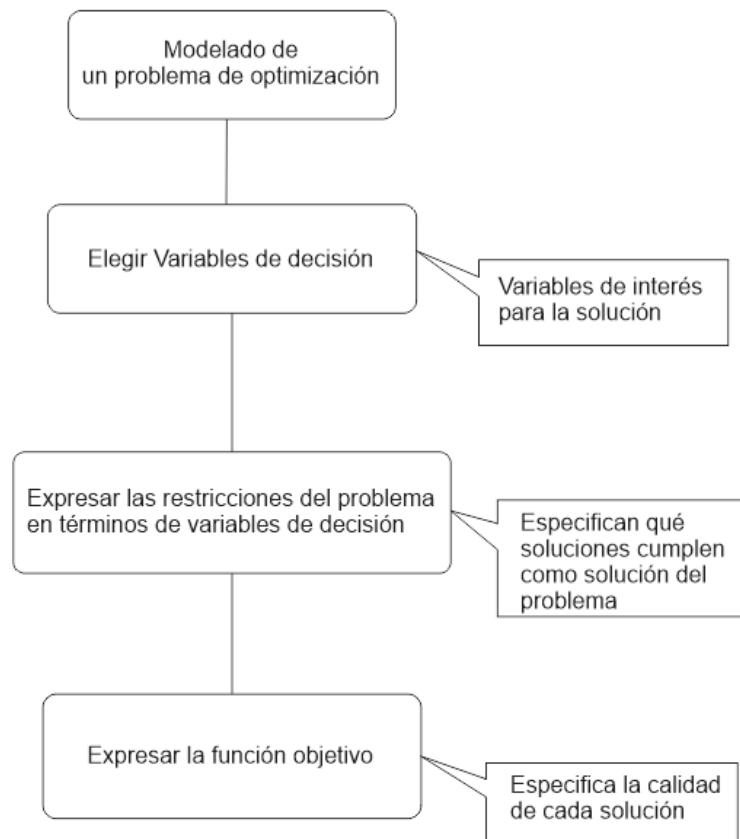 Modelado de
un problema de optimización
Elegir Variables de decisión
Variables de interés
para la solución
Expresar las restricciones del problema
en términos de variables de decisión
Especifican qué
soluciones cumplen
como solución del
problema
Expresar la función objetivo
Especifica la calidad
de cada solución